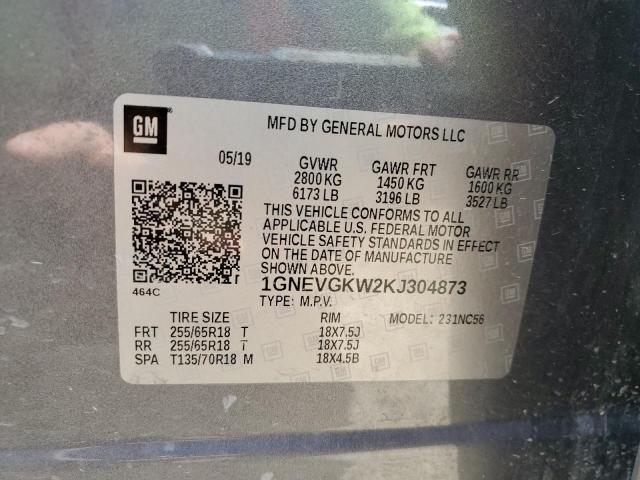 GM
MFD BY GENERAL MOTORS LLC
05/19 GVWR GAWR FRT GAWR RR
2800 KG 1450 KG 1600 KG
6173 LB 3196 LB 3527 LB
THIS VEHICLE CONFORMS TO ALL
APPLICABLE U.S. FEDERAL MOTOR
VEHICLE SAFETY STANDARDS IN EFFECT
ON THE DATE OF MANUFACTURE
SHOWN ABOVE.
464C 1GNEVGKW2KJ304873
TYPE: M.P.V.
TIRE SIZE RIM MODEL: 231NC56
FRT 255/65R18 T 18X7.5J
RR 255/65R18 T 18X7.5J
SPA T135/70R18 M 18X4.5B